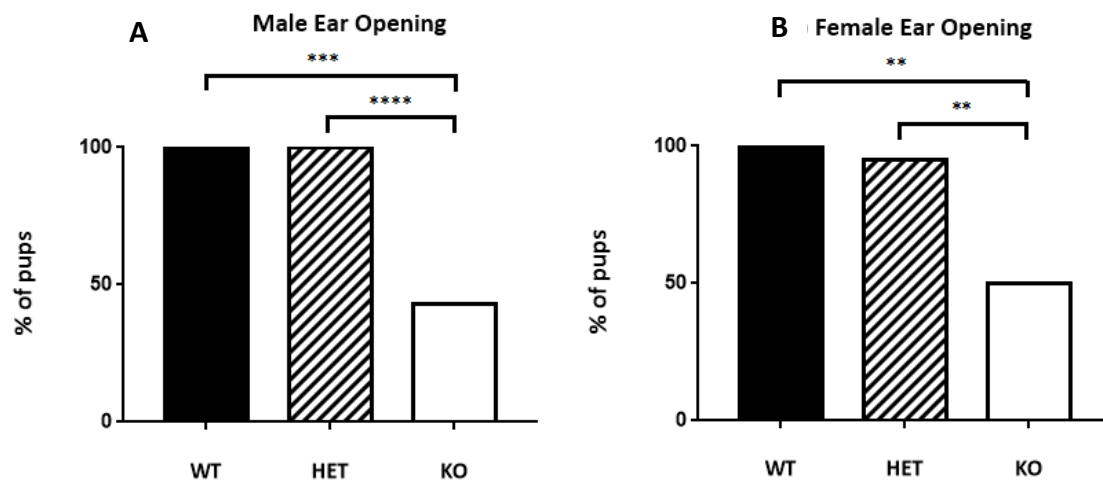 A
Male Ear Opening
***
****
100
50
0
% of pups
WT
HET
KO
B
Female Ear Opening
**
**
100
50
0
% of pups
WT
HET
KO